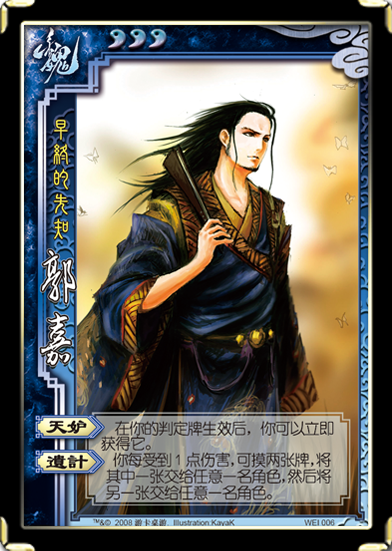 魏
早終的先知
郭嘉
天妒
在你的判定牌生效后，你可以立即
获得它。
遺計
你每受到1点伤害，可摸两张牌，将
其中一张交给任意一名角色，然后将
另一张交给任意一名角色。
™&© 2008 游卡桌游. Illustration:KayaK
WEI 006